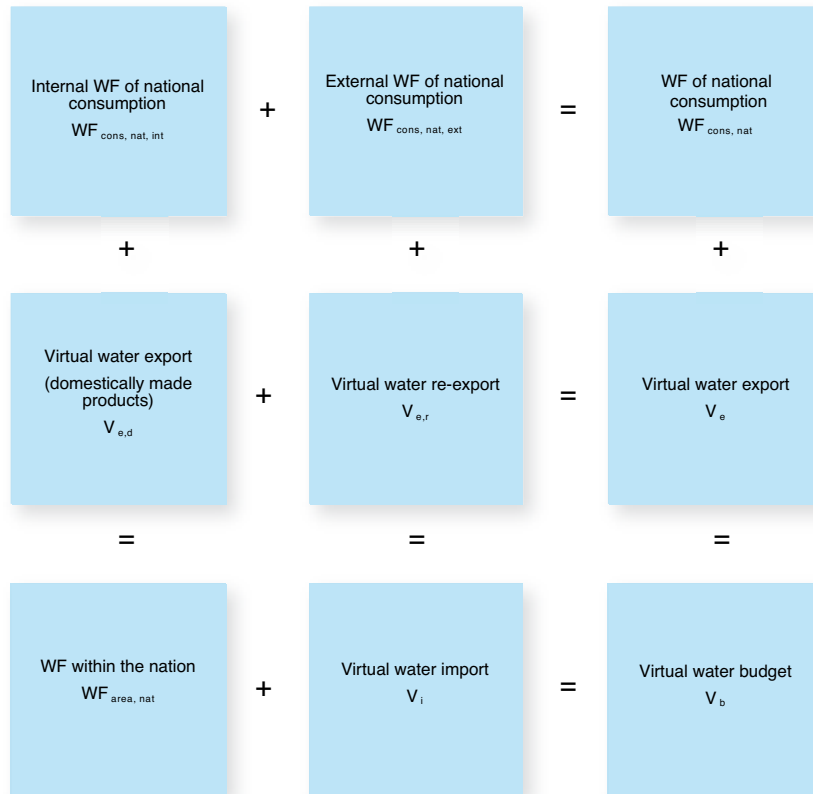 Internal WF of national
consumption
WF cons, nat, int
+
External WF of national
consumption
WF cons, nat, ext
=
WF of national
consumption
WF cons, nat
+
+
+
Virtual water export
(domestically made
products)
V e,d
+
Virtual water re-export
V e,r
=
Virtual water export
V e
=
=
=
WF within the nation
WF area, nat
+
Virtual water import
V i
=
Virtual water budget
V b